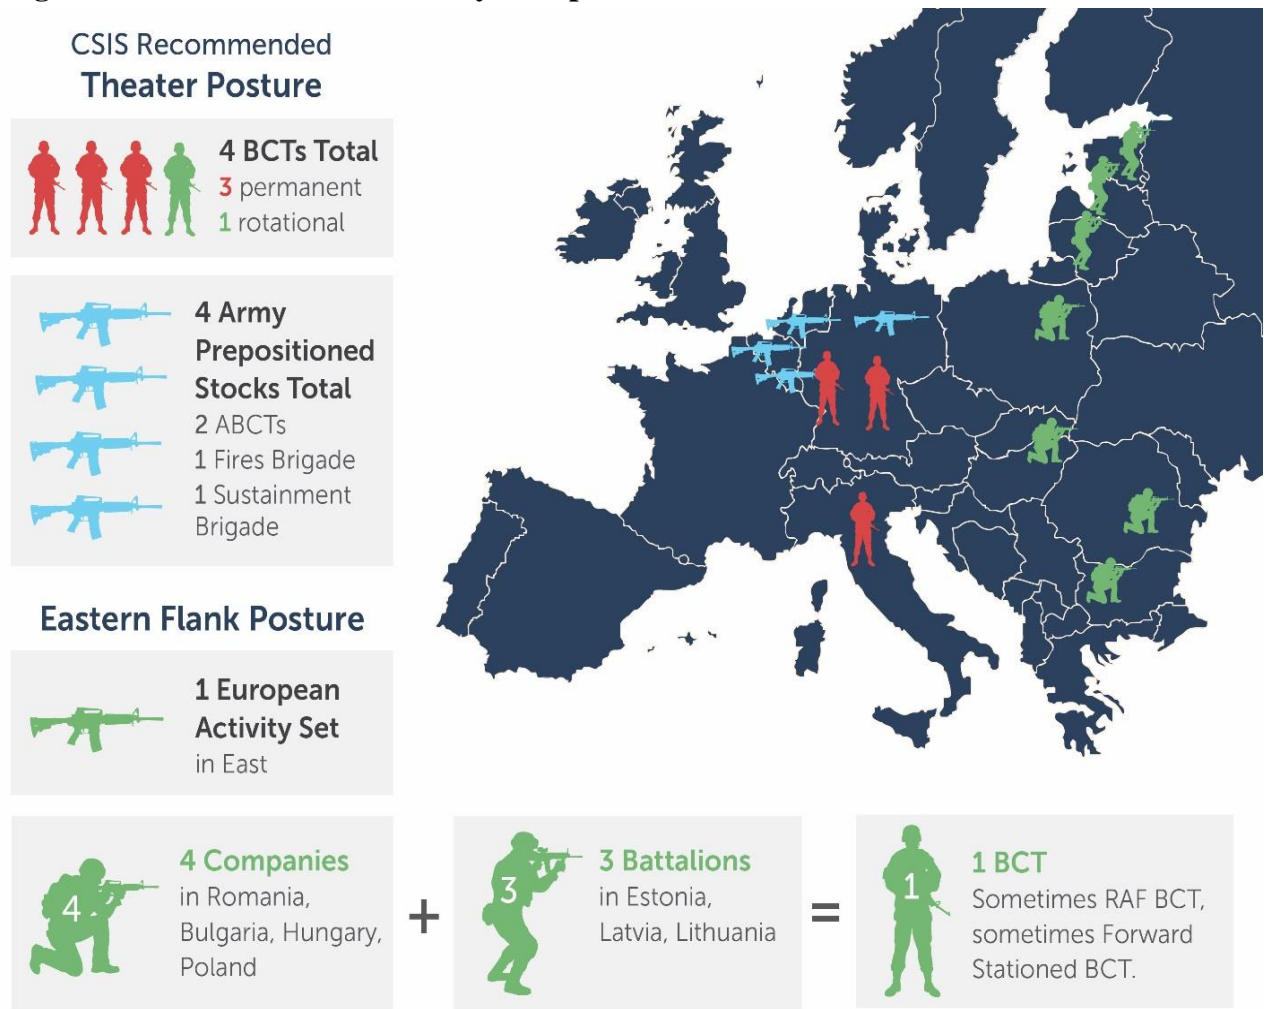 CSIS Recommended
Theater Posture
4 BCTs Total
3 permanent
1 rotational
4 Army
Prepositioned
Stocks Total
2 ABCTs
1 Fires Brigade
1 Sustainment
Brigade
Eastern Flank Posture
1 European
Activity Set
in East
4
4 Companies
in Romania,
Bulgaria, Hungary,
Poland
+
3
3 Battalions
in Estonia,
Latvia, Lithuania
=
1
1 BCT
Sometimes RAF BCT,
sometimes Forward
Stationed BCT.